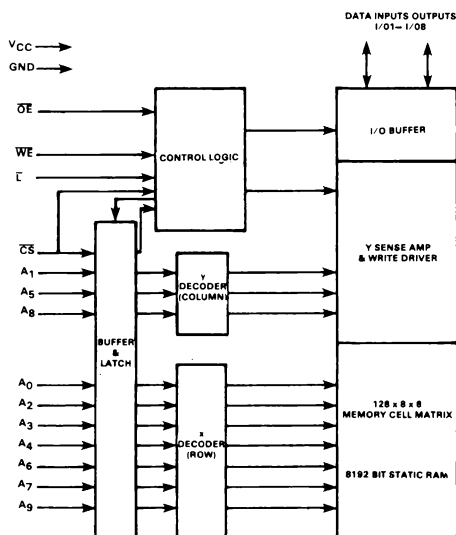 DATA INPUTS OUTPUTS
I/O1– I/O8
VCC
GND
OE
WE
L
CS
A1
A5
A8
A0
A2
A3
A4
A6
A7
A9
CONTROL LOGIC
BUFFER
&
LATCH
Y
DECODER
(COLUMN)
X
DECODER
(ROW)
I/O BUFFER
Y SENSE AMP
& WRITE DRIVER
128 x 8 x 8
MEMORY CELL MATRIX
8192 BIT STATIC RAM